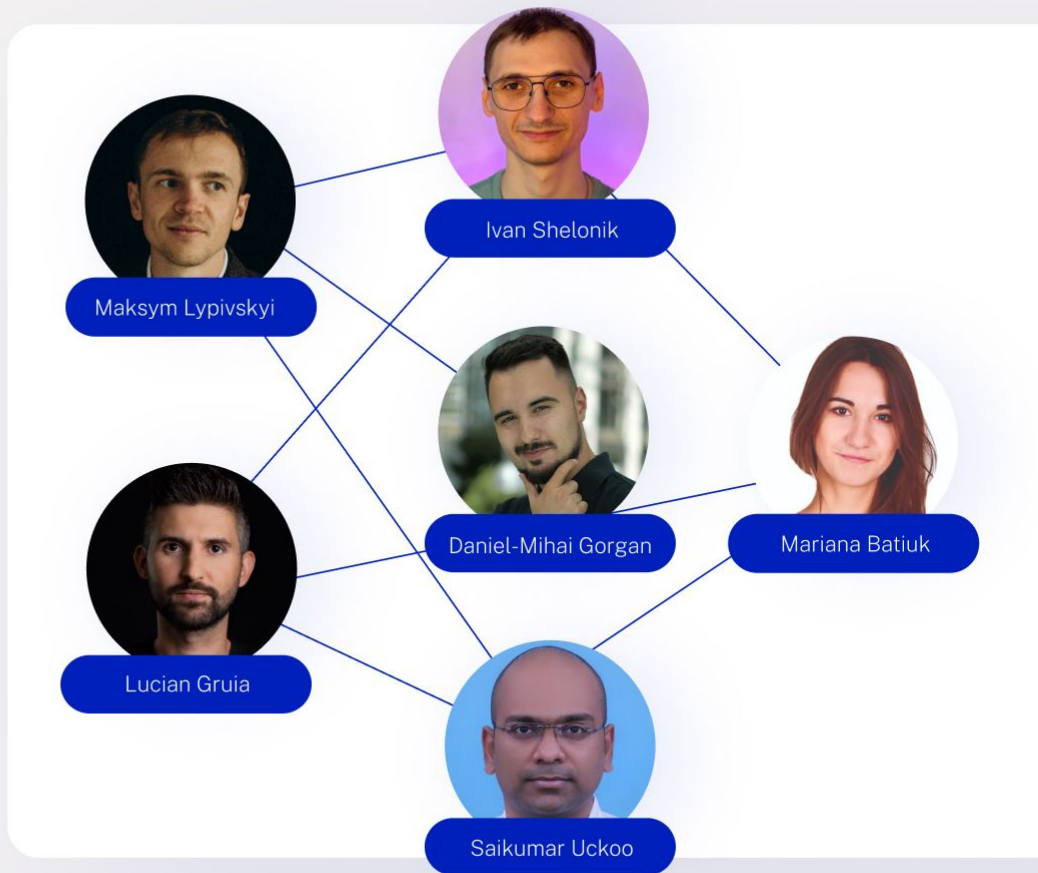 Ivan Shelonik
Maksym Lypivskyi
Daniel-Mihai Gorgan
Mariana Batiuk
Lucian Gruia
Saikumar Uckoo